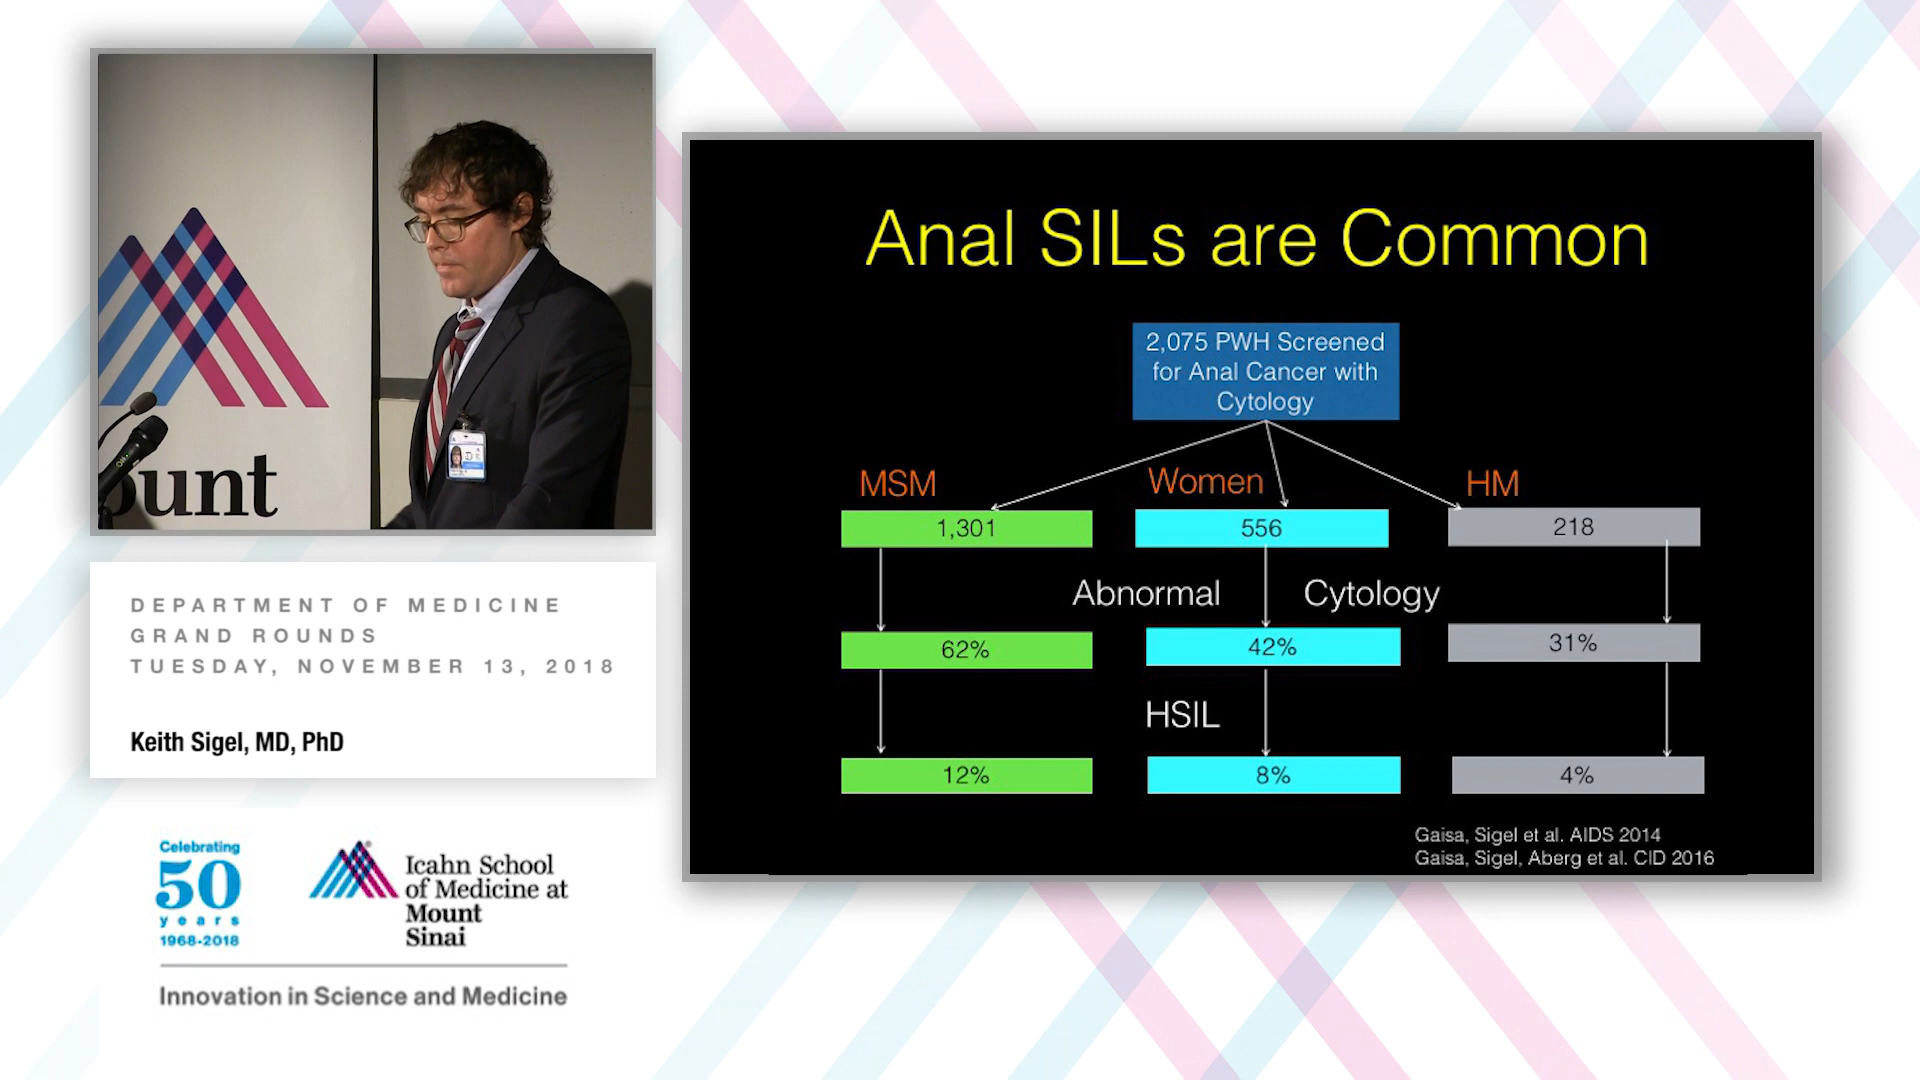 ount
DEPARTMENT OF MEDICINE
GRAND ROUNDS
TUESDAY, NOVEMBER 13, 2018
Keith Sigel, MD, PhD
Celebrating
50
years
1968-2018
Icahn School
of Medicine at
Mount
Sinai
Innovation in Science and Medicine
Anal SILs are Common
2,075 PWH Screened
for Anal Cancer with
Cytology
MSM Women HM
1,301 556 218
Abnormal Cytology
62% 42% 31%
HSIL
12% 8% 4%
Gaisa, Sigel et al. AIDS 2014
Gaisa, Sigel, Aberg et al. CID 2016